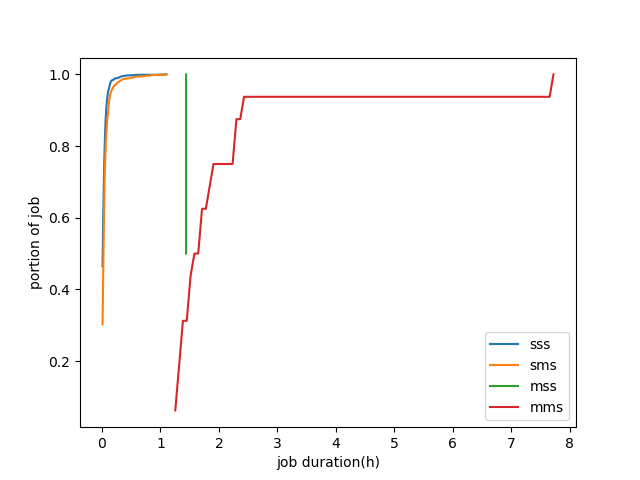 1.0
0.8
0.6
0.4
0.2
portion of job
0 1 2 3 4 5 6 7 8
job duration(h)
sss
sms
mss
mms